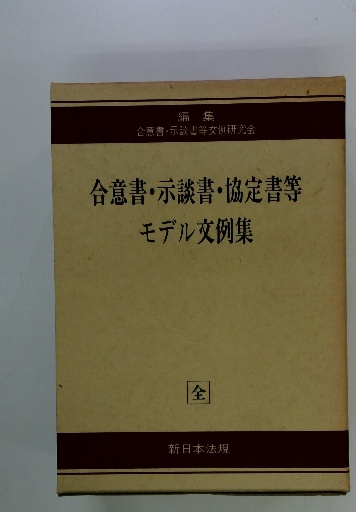 編集
合意書・示談書等文例研究会
合意書・示談書・協定書等
モデル文例集
全
新日本法規